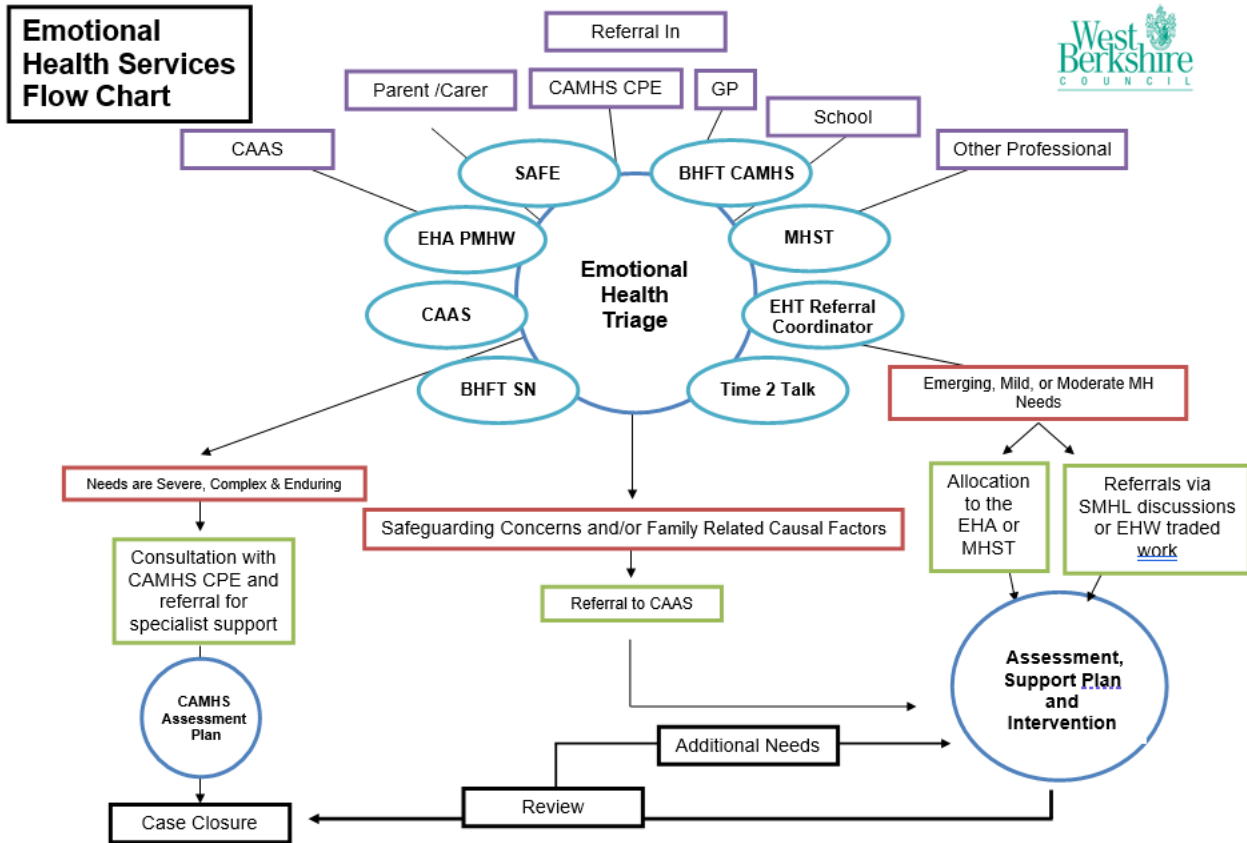 Emotional
Health Services
Flow Chart
Referral In
West
Berkshire
COUNCIL
Parent /Carer
CAMHS CPE
GP
School
CAAS
Other Professional
SAFE
BHFT CAMHS
EHA PMHW
MHST
Emotional
Health
Triage
CAAS
EHT Referral
Coordinator
BHFT SN
Time 2 Talk
Emerging, Mild, or Moderate MH
Needs
Needs are Severe, Complex & Enduring
Safeguarding Concerns and/or Family Related Causal Factors
Allocation
to the
EHA or
MHST
Referrals via
SMHL discussions
or EHW traded
work
Consultation with
CAMHS CPE and
referral for
specialist support
Referral to CAAS
CAMHS
Assessment
Plan
Assessment,
Support Plan
and
Intervention
Additional Needs
Review
Case Closure